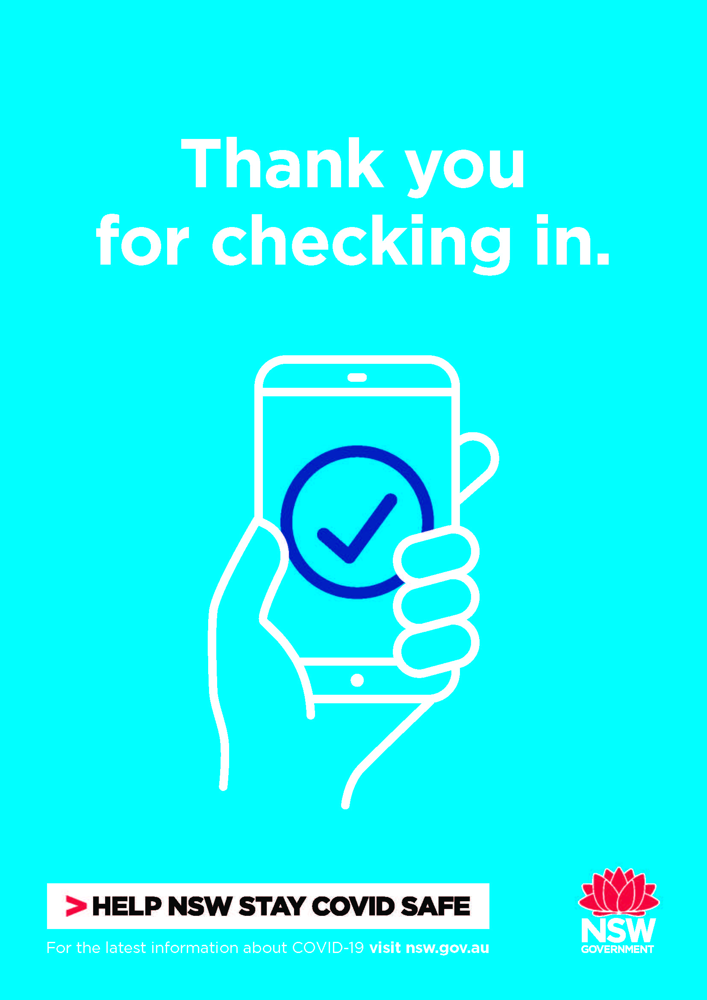 Thank you
for checking in.
> HELP NSW STAY COVID SAFE
For the latest information about COVID-19 visit nsw.gov.au
NSW
GOVERNMENT